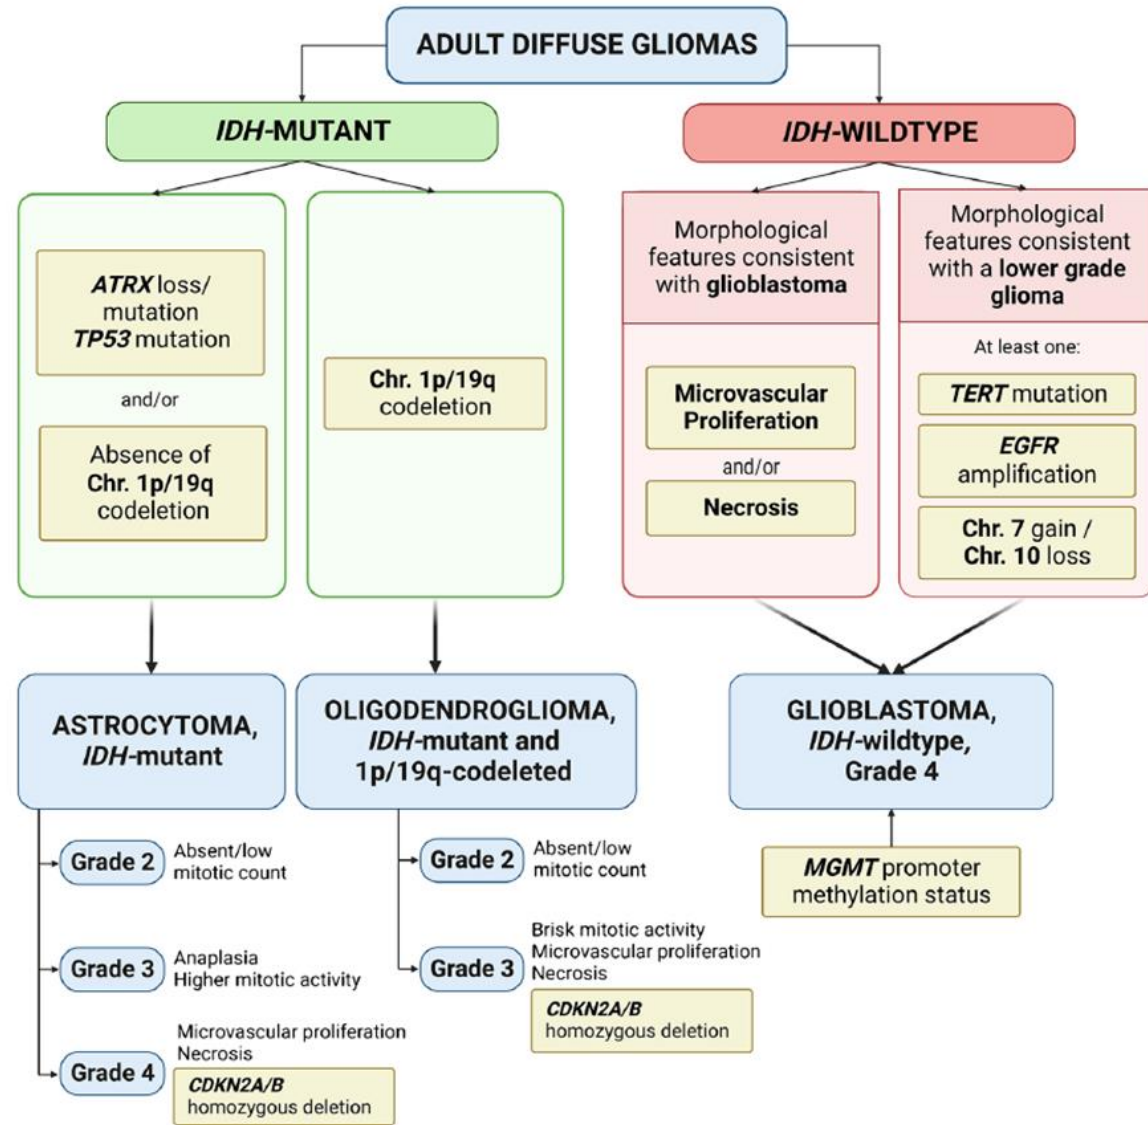 ADULT DIFFUSE GLIOMAS
IDH-MUTANT
IDH-WILDTYPE
ATRX loss/
mutation
TP53 mutation
and/or
Absence of
Chr. 1p/19q
codeletion
Chr. 1p/19q
codeletion
Morphological
features consistent
with glioblastoma
Microvascular
Proliferation
and/or
Necrosis
Morphological
features consistent
with a lower grade
glioma
At least one:
TERT mutation
EGFR
amplification
Chr. 7 gain /
Chr. 10 loss
ASTROCYTOMA,
IDH-mutant
Grade 2
Absent/low
mitotic count
Grade 3
Anaplasia
Higher mitotic activity
Grade 4
Microvascular proliferation
Necrosis
CDKN2A/B
homozygous deletion
OLIGODENDROGLIOMA,
IDH-mutant and
1p/19q-codeleted
Grade 2
Absent/low
mitotic count
Grade 3
Brisk mitotic activity
Microvascular proliferation
Necrosis
CDKN2A/B
homozygous deletion
GLIOBLASTOMA,
IDH-wildtype,
Grade 4
MGMT promoter
methylation status